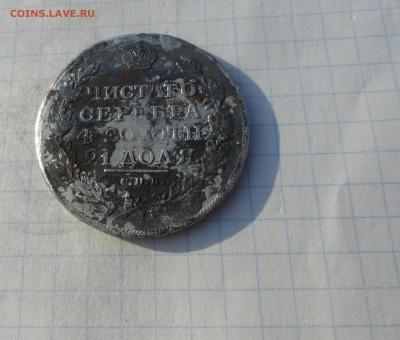 COINS.LAVE.RU
ЧИСТАГО
СЕРЕБРА
4 ЗОЛОТН:
21 ДОЛЯ.
С.П.Б.